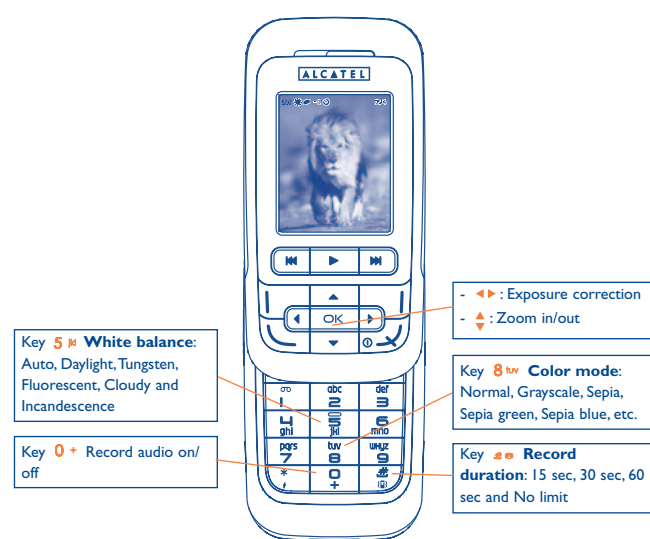 ALCATEL
OK
- ◄►: Exposure correction
- ▲▼: Zoom in/out
Key 5 jkl White balance:
Auto, Daylight, Tungsten,
Fluorescent, Cloudy and
Incandescence
Key 8 tuv Color mode:
Normal, Grayscale, Sepia,
Sepia green, Sepia blue, etc.
Key 0 + Record audio on/
off
Key # Record
duration: 15 sec, 30 sec, 60
sec and No limit
abc def
1 2 3
4 5 6
ghi jkl mno
pqrs tuv wxyz
7 8 9
* 0 #
+